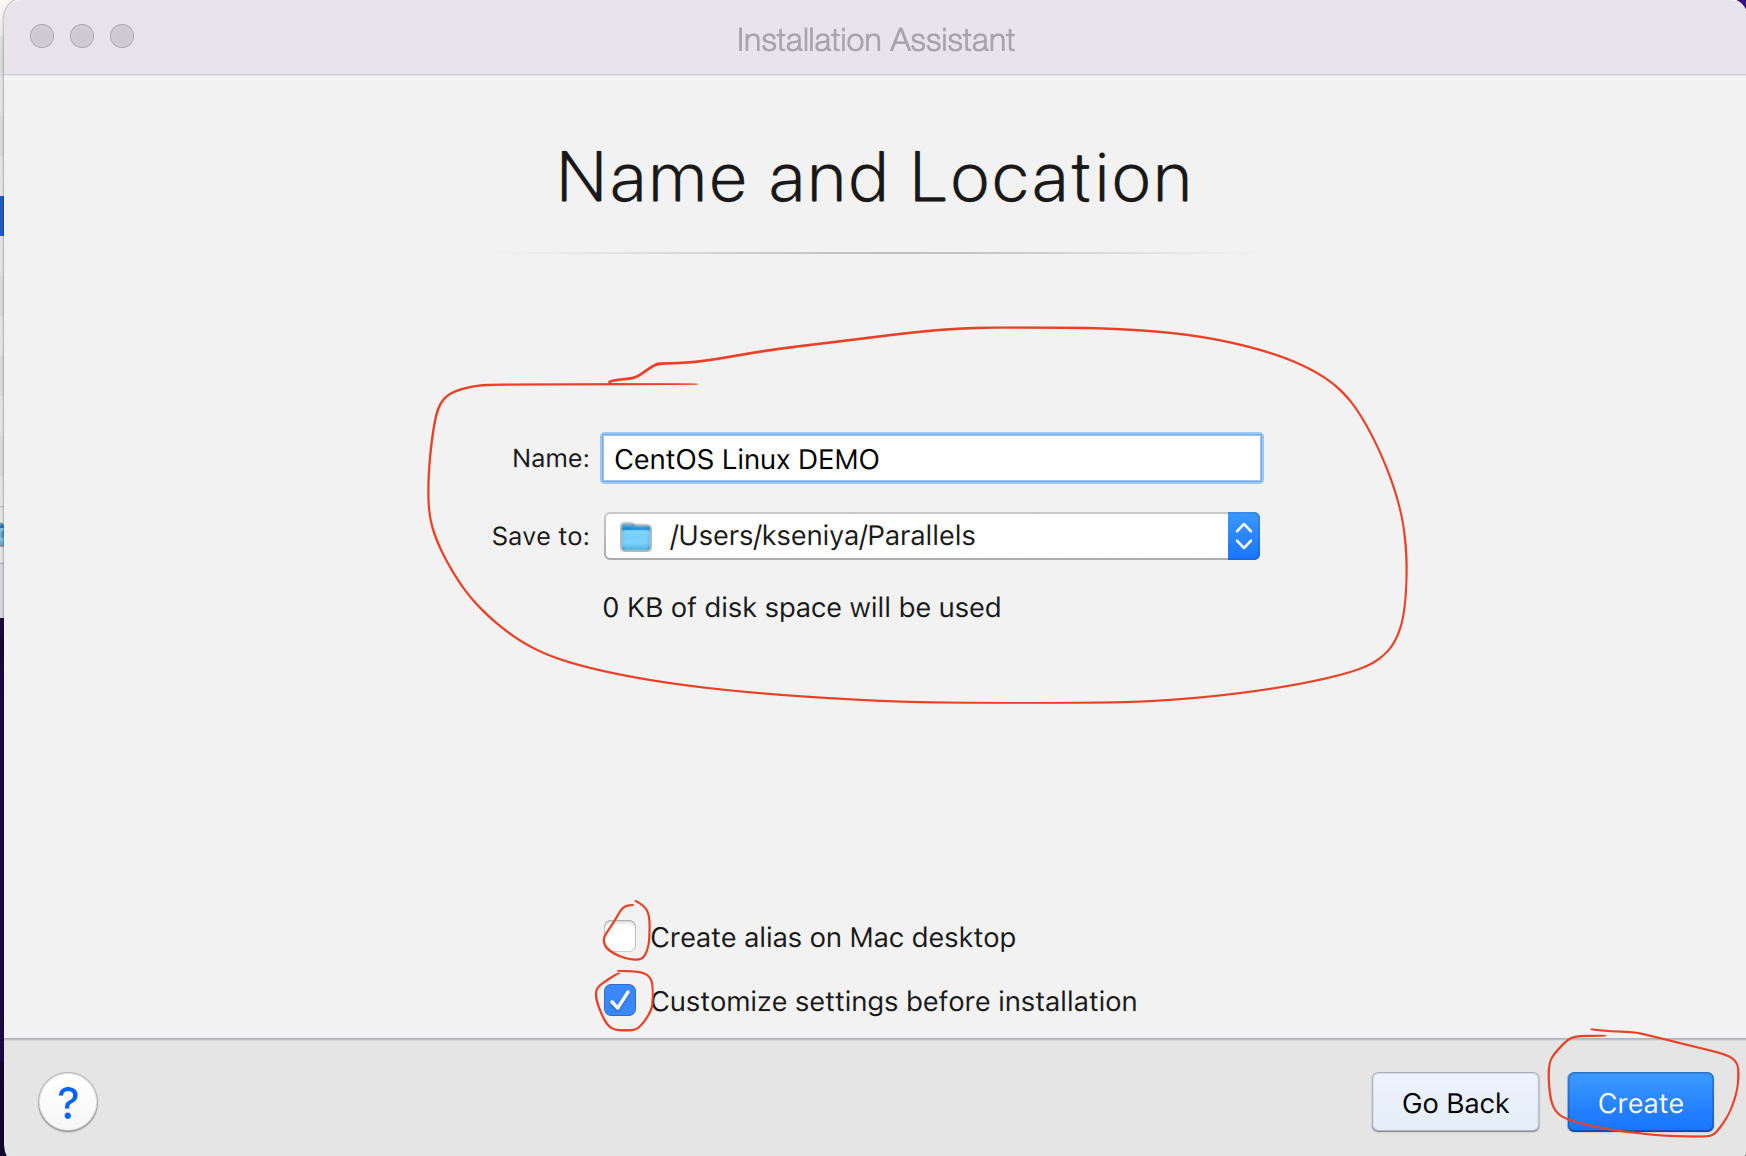 Installation Assistant
Name and Location
Name: CentOS Linux DEMO
Save to: /Users/kseniya/Parallels
0 KB of disk space will be used
Create alias on Mac desktop
Customize settings before installation
? Go Back Create